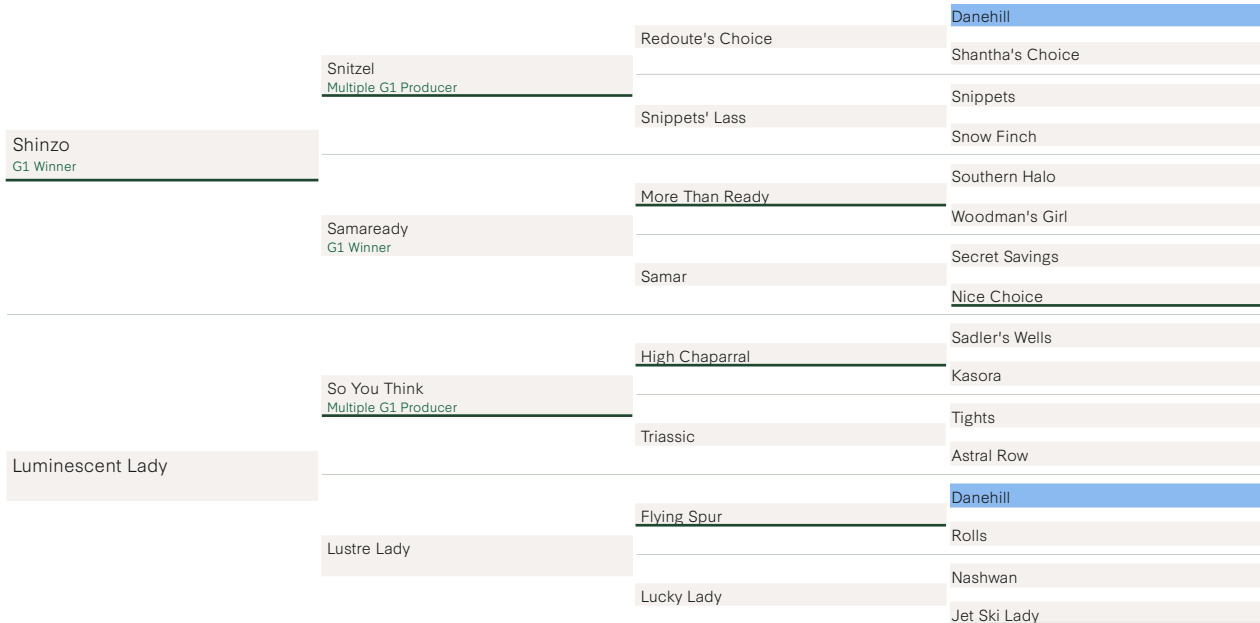 Danehill
Redoute's Choice
Shantha's Choice
Snitzel
Multiple G1 Producer
Snippets
Snippets' Lass
Snow Finch
Shinzo
G1 Winner
Southern Halo
More Than Ready
Woodman's Girl
Samaready
G1 Winner
Secret Savings
Samar
Nice Choice
Sadler's Wells
High Chaparral
Kasora
So You Think
Multiple G1 Producer
Tights
Triassic
Astral Row
Luminescent Lady
Danehill
Flying Spur
Rolls
Lustre Lady
Nashwan
Lucky Lady
Jet Ski Lady